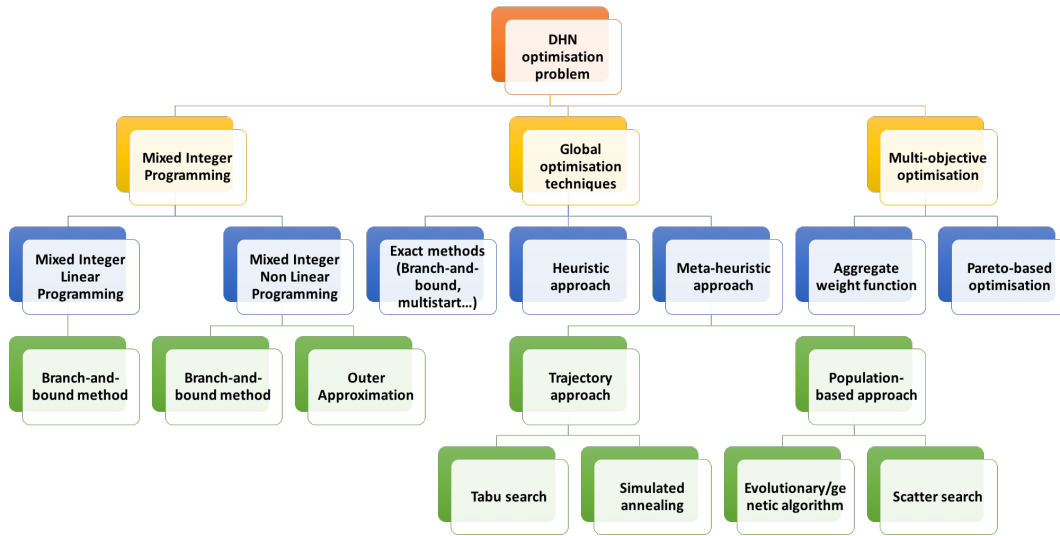 DHN
optimisation
problem
Mixed Integer
Programming
Global
optimisation
techniques
Multi-objective
optimisation
Mixed Integer
Linear
Programming
Mixed Integer
Non Linear
Programming
Exact methods
(Branch-and-
bound,
multistart...)
Heuristic
approach
Meta-heuristic
approach
Aggregate
weight function
Pareto-based
optimisation
Branch-and-
bound method
Branch-and-
bound method
Outer
Approximation
Trajectory
approach
Population-
based approach
Tabu search
Simulated
annealing
Evolutionary/ge
netic algorithm
Scatter search